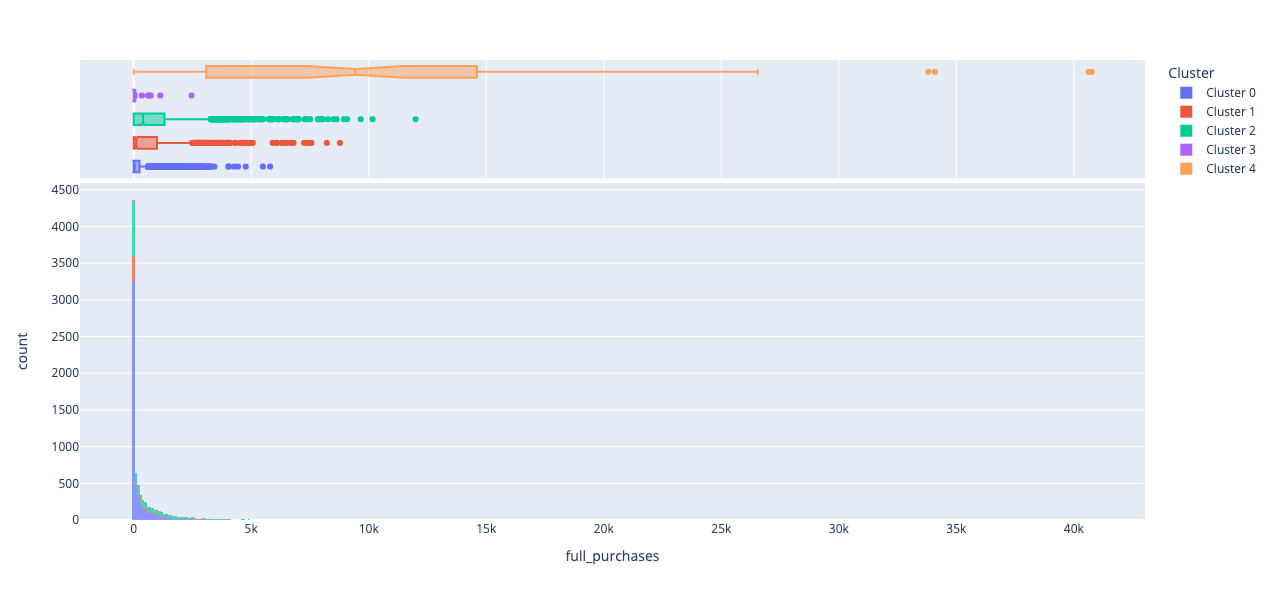 Cluster
Cluster 0
Cluster 1
Cluster 2
Cluster 3
Cluster 4
4500
4000
3500
3000
2500
2000
1500
1000
500
0
count
0 5k 10k 15k 20k 25k 30k 35k 40k
full_purchases